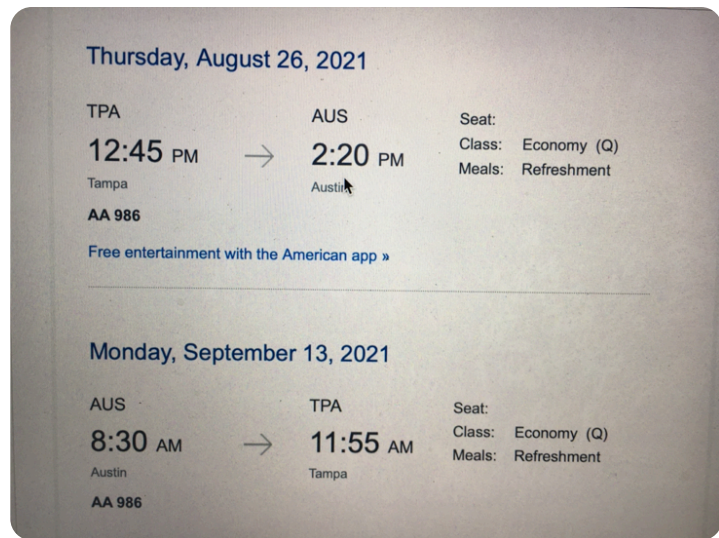 Thursday, August 26, 2021
TPA
AUS
12:45 PM
2:20 PM
Tampa
Austin
AA 986
Seat:
Class: Economy (Q)
Meals: Refreshment
Free entertainment with the American app »
Monday, September 13, 2021
AUS
TPA
8:30 AM
11:55 AM
Austin
Tampa
AA 986
Seat:
Class: Economy (Q)
Meals: Refreshment